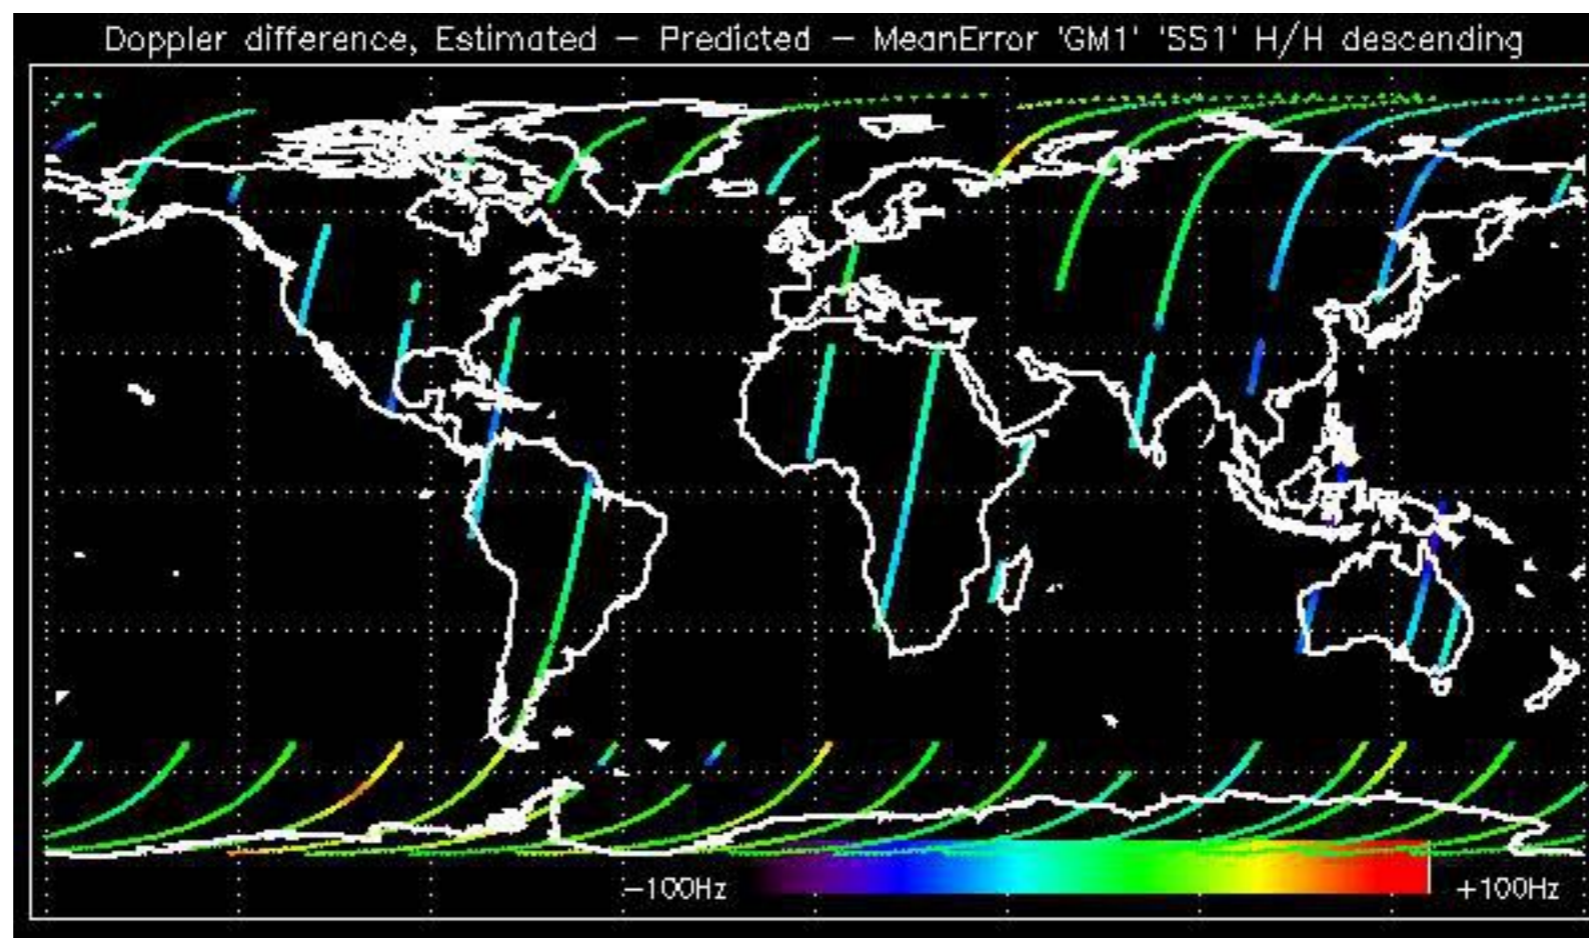 Doppler difference, Estimated – Predicted – MeanError 'GM1' 'SS1' H/H descending
–100Hz
+100Hz